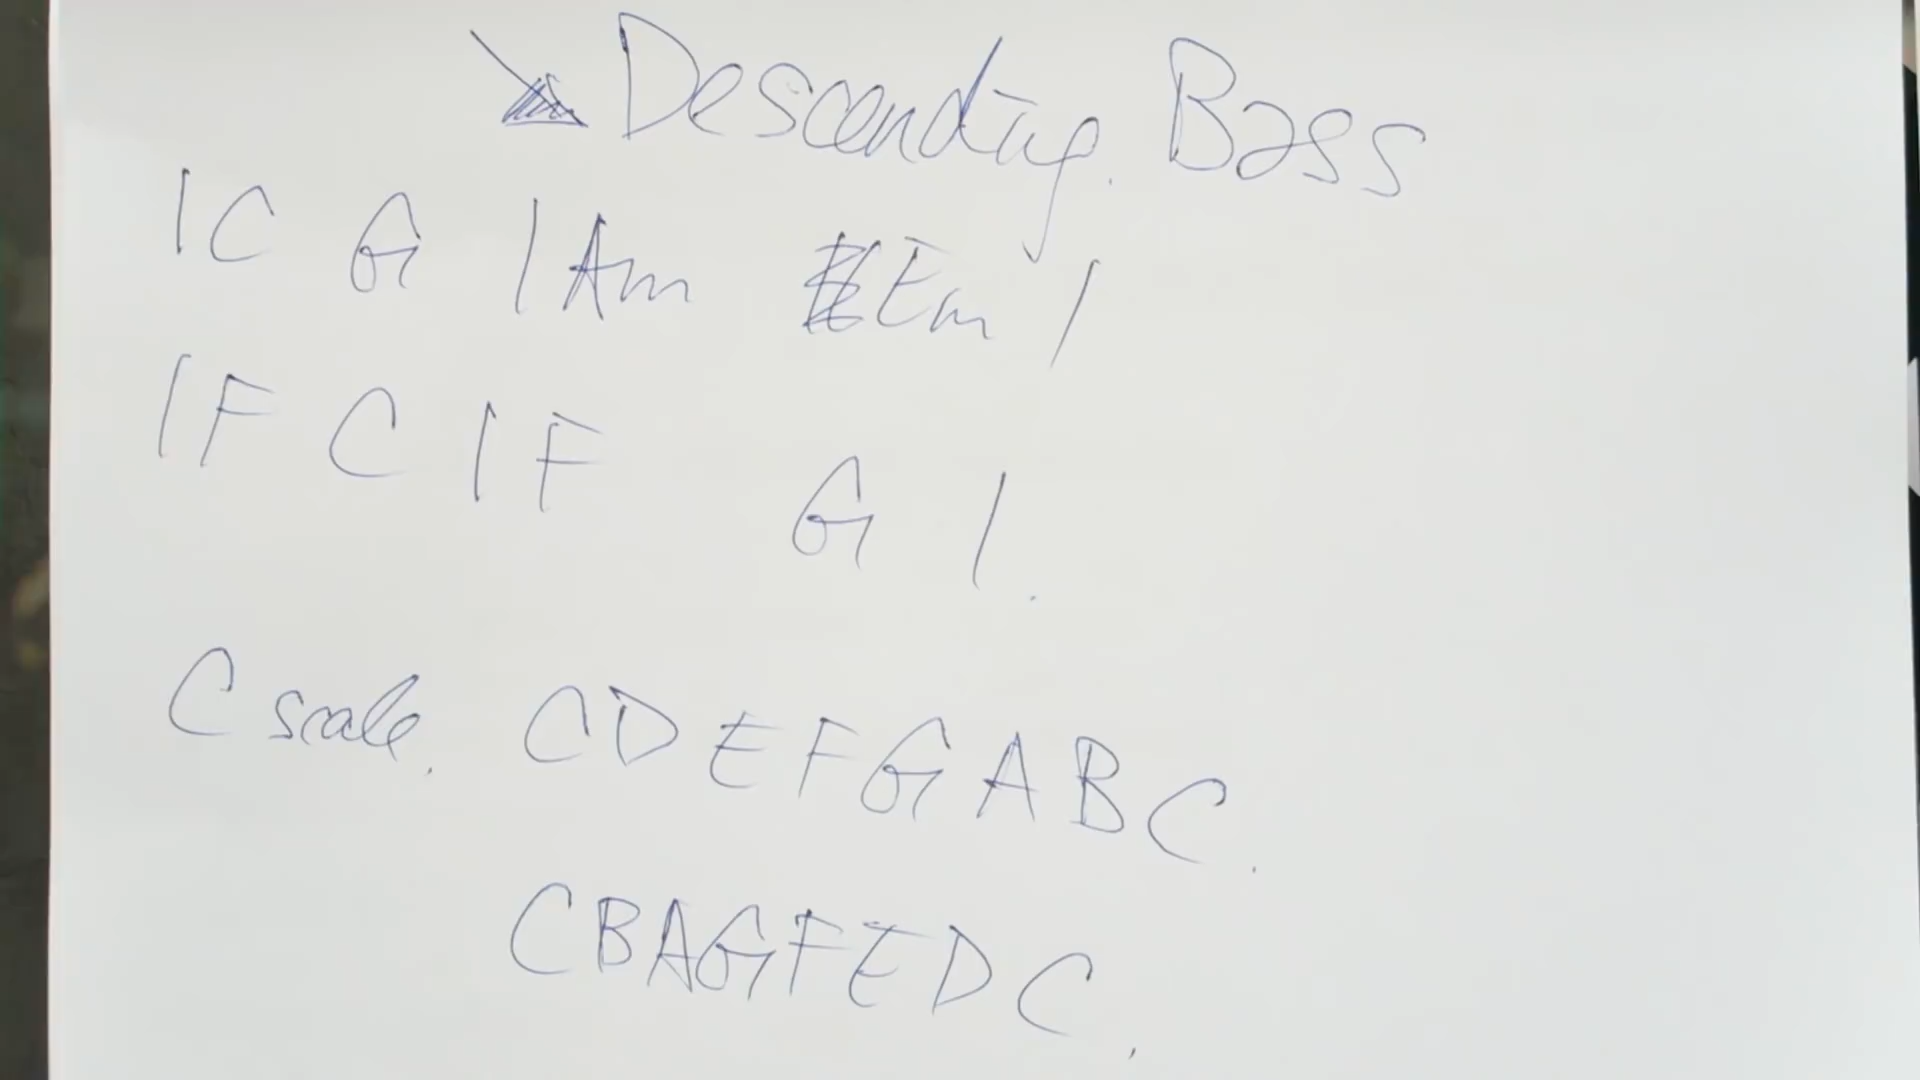 Descending Bass
| C G | Am Em |
| F C | F G |
C scale. C D E F G A B C.
C B A G F E D C.